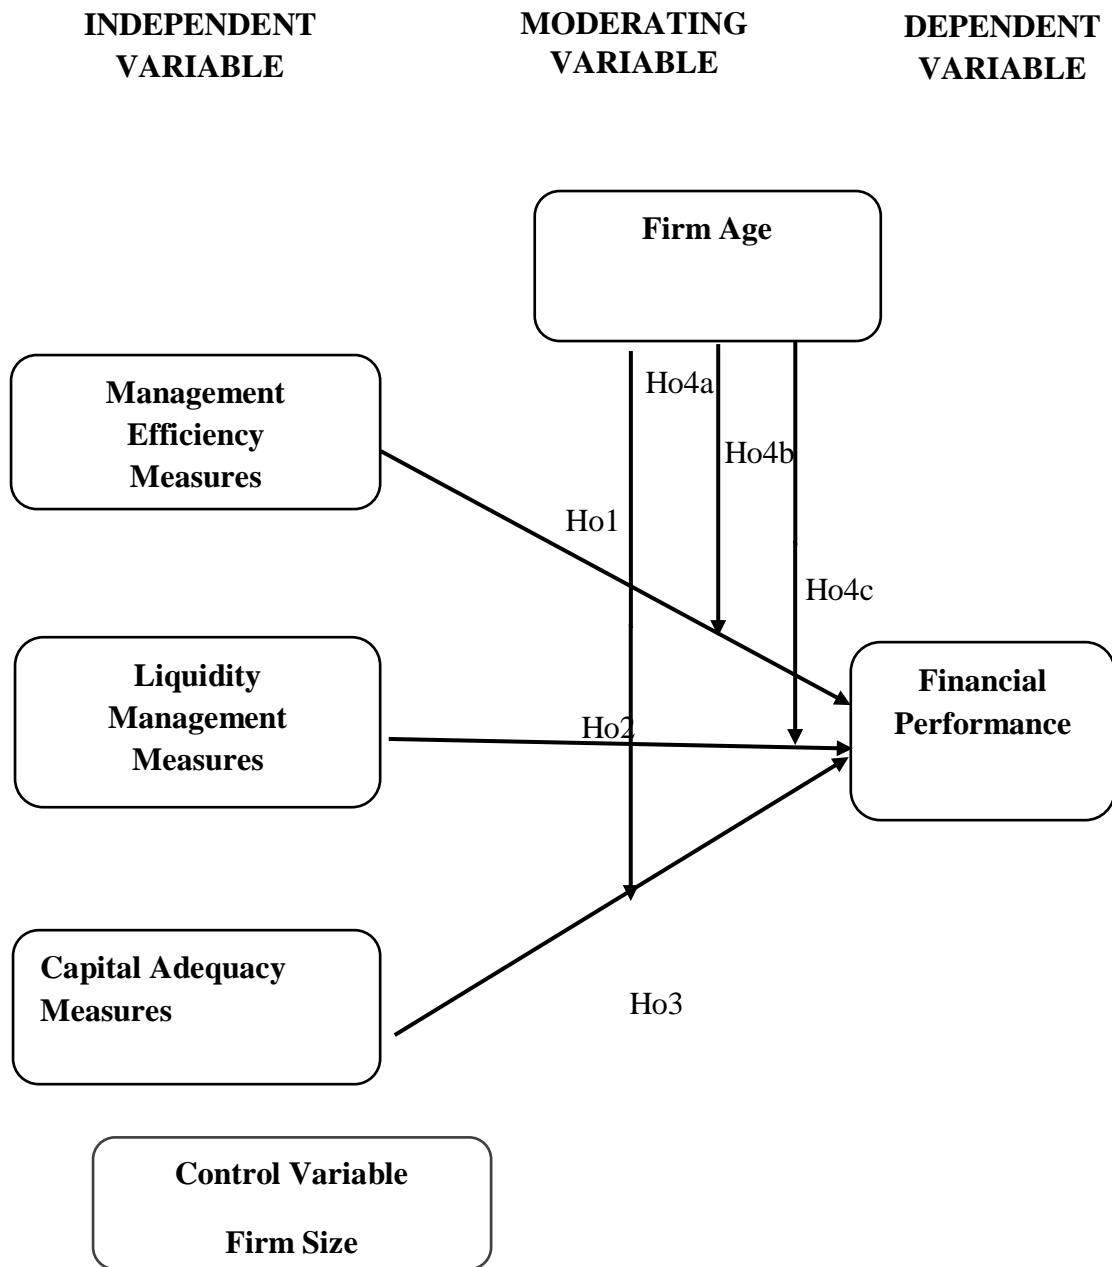 INDEPENDENT
VARIABLE
MODERATING
VARIABLE
DEPENDENT
VARIABLE
Firm Age
Management
Efficiency
Measures
Ho4a
Ho4b
Ho1
Ho4c
Liquidity
Management
Measures
Ho2
Financial
Performance
Capital Adequacy
Measures
Ho3
Control Variable
Firm Size